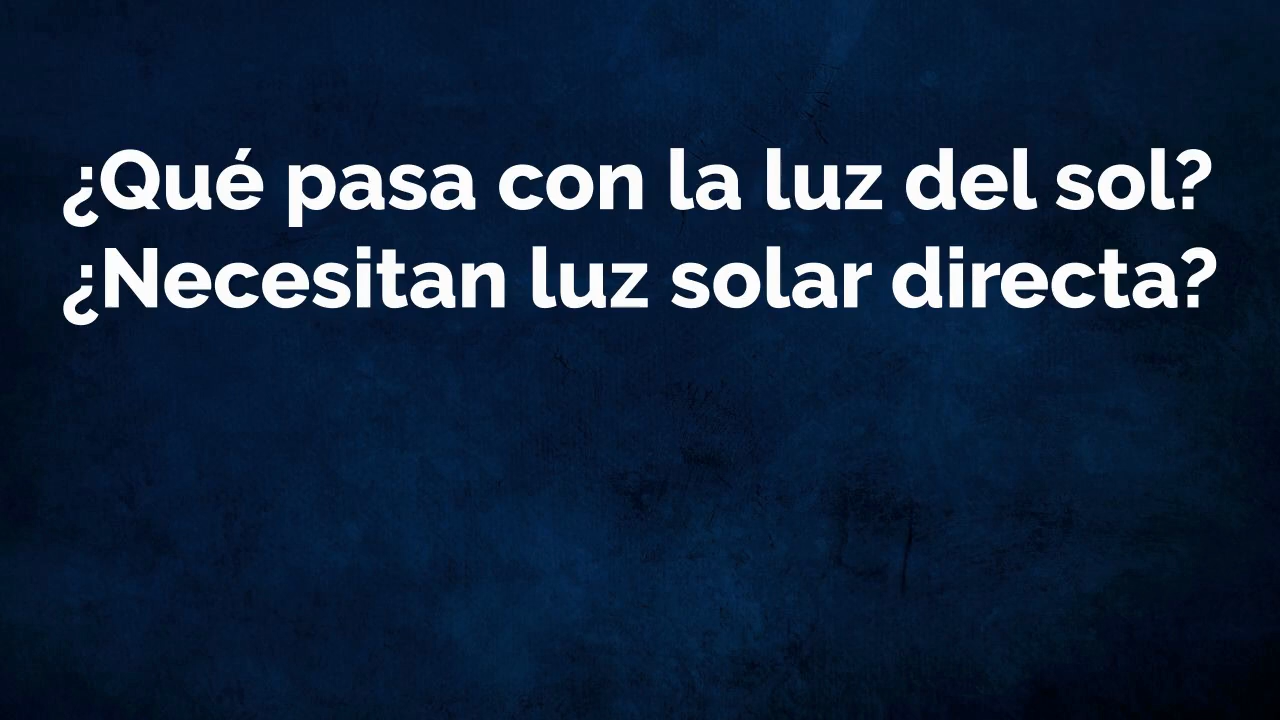 ¿Qué pasa con la luz del sol?
¿Necesitan luz solar directa?